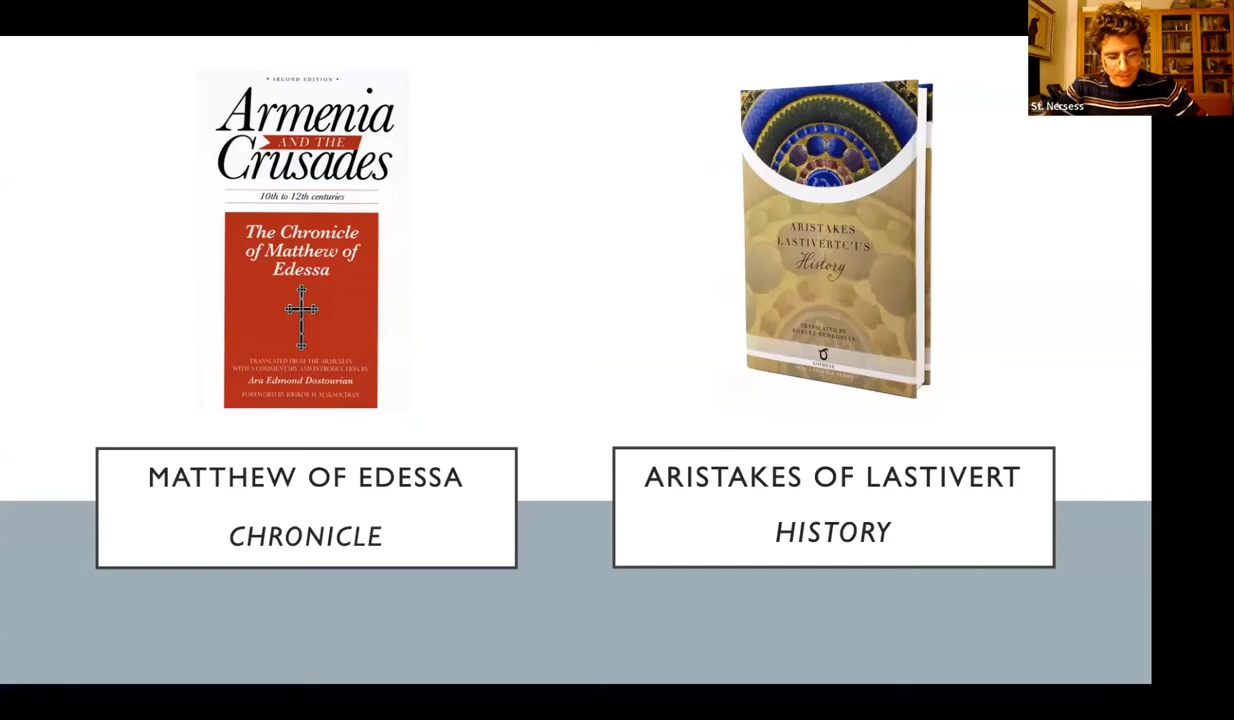 • SECOND EDITION •
Armenia
AND THE
Crusades
10th to 12th centuries
The Chronicle
of Matthew of
Edessa
TRANSLATED FROM THE ARMENIAN
WITH A COMMENTARY AND INTRODUCTION BY
Ara Edmond Dostourian
FOREWORD BY KRIKOR H. MAKSOUDIAN
ARISTAKES
LASTIVERTC'I'S
History
TRANSLATED BY
ROBERT BEDROSIAN
SOPHENE
St. Nersess
MATTHEW OF EDESSA
CHRONICLE
ARISTAKES OF LASTIVERT
HISTORY